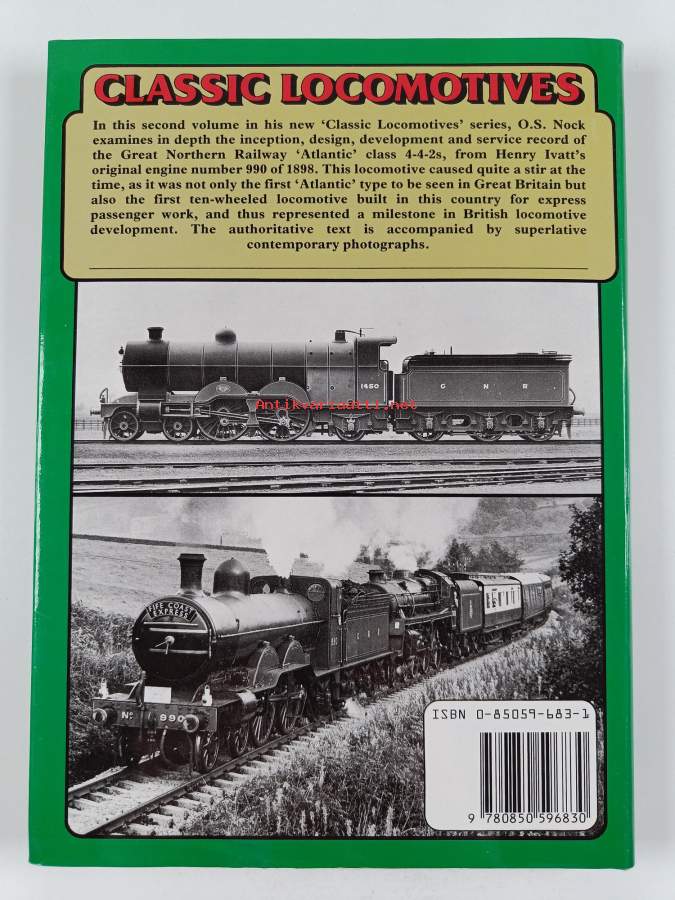 CLASSIC LOCOMOTIVES
In this second volume in his new ‘Classic Locomotives’ series, O.S. Nock
examines in depth the inception, design, development and service record of
the Great Northern Railway ‘Atlantic’ class 4-4-2s, from Henry Ivatt’s
original engine number 990 of 1898. This locomotive caused quite a stir at the
time, as it was not only the first ‘Atlantic’ type to be seen in Great Britain but
also the first ten-wheeled locomotive built in this country for express
passenger work, and thus represented a milestone in British locomotive
development. The authoritative text is accompanied by superlative
contemporary photographs.
1460
G N R
Antikvariaatti.net
FIFE COAST
EXPRESS
G N R
No 990
ISBN 0-85059-683-1
9 780850 596830